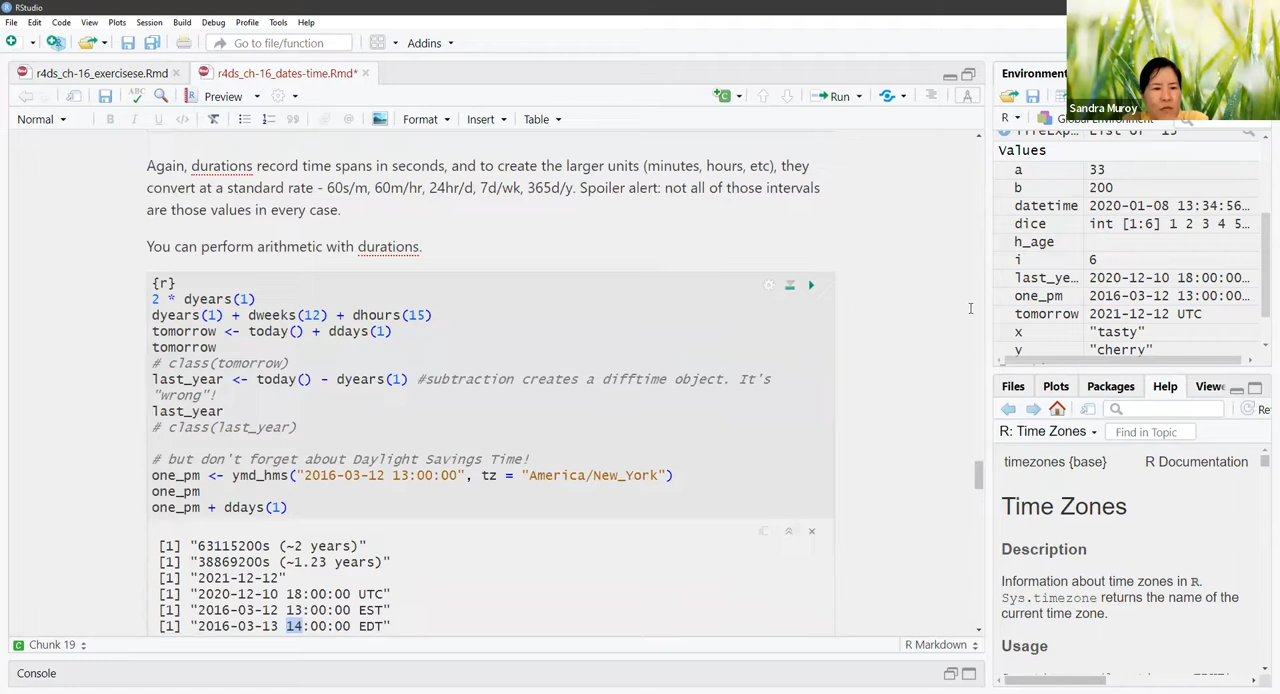 RStudio
File Edit Code View Plots Session Build Debug Profile Tools Help
Go to file/function Addins
r4ds_ch-16_exercisese.Rmd r4ds_ch-16_dates-time.Rmd*
ABC Preview Run
Normal B I U Format Insert Table
Again, durations record time spans in seconds, and to create the larger units (minutes, hours, etc), they
convert at a standard rate - 60s/m, 60m/hr, 24hr/d, 7d/wk, 365d/y. Spoiler alert: not all of those intervals
are those values in every case.
You can perform arithmetic with durations.
{r}
2 * dyears(1)
dyears(1) + dweeks(12) + dhours(15)
tomorrow <- today() + ddays(1)
tomorrow
# class(tomorrow)
last_year <- today() - dyears(1) #subtraction creates a difftime object. It's
"wrong"!
last_year
# class(last_year)
# but don't forget about Daylight Savings Time!
one_pm <- ymd_hms("2016-03-12 13:00:00", tz = "America/New_York")
one_pm
one_pm + ddays(1)
[1] "63115200s (~2 years)"
[1] "38869200s (~1.23 years)"
[1] "2021-12-12"
[1] "2020-12-10 18:00:00 UTC"
[1] "2016-03-12 13:00:00 EST"
[1] "2016-03-13 14:00:00 EDT"
Chunk 19 R Markdown
Console
Environm
Sandra Muroy
R
Values
a 33
b 200
datetime 2020-01-08 13:34:56…
dice int [1:6] 1 2 3 4 5…
h_age
i 6
last_ye… 2020-12-10 18:00:00…
one_pm 2016-03-12 13:00:00…
tomorrow 2021-12-12 UTC
x "tasty"
y "cherry"
Files Plots Packages Help View
Re
R: Time Zones Find in Topic
timezones {base} R Documentation
Time Zones
Description
Information about time zones in R.
Sys.timezone returns the name of the
current time zone.
Usage